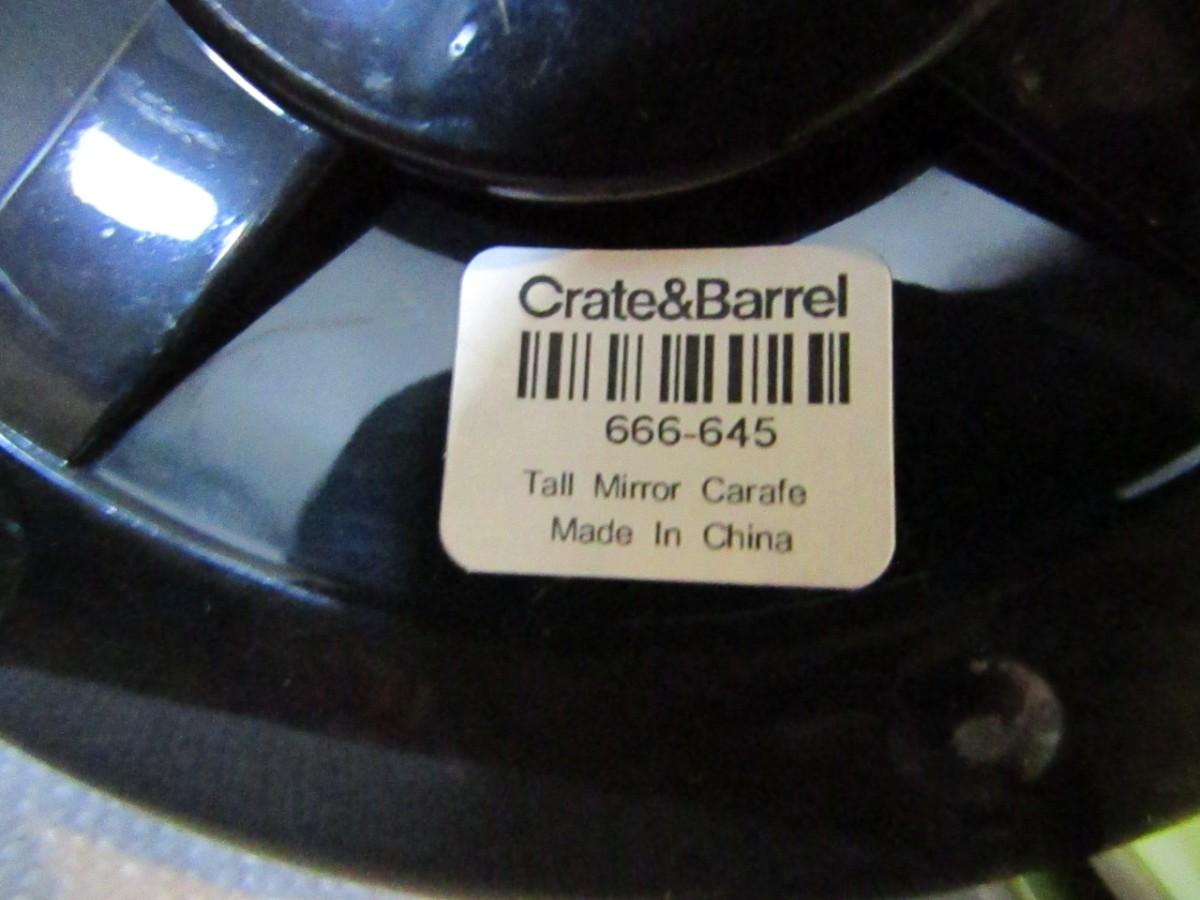 Crate&Barrel
666-645
Tall Mirror Carafe
Made In China